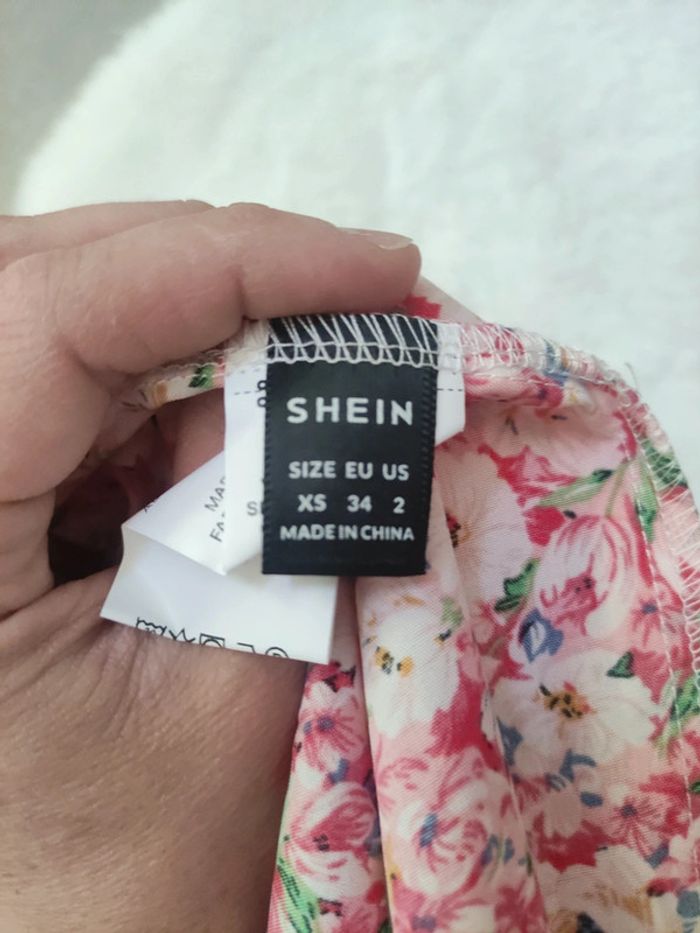 SHEIN
SIZE EU US
XS 34 2
MADE IN CHINA